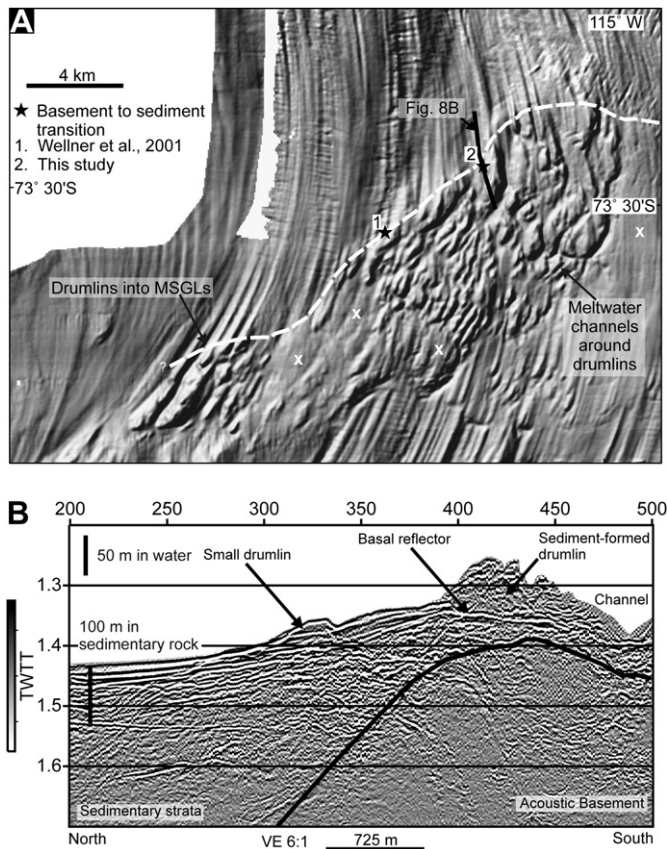 A
115° W
4 km
★ Basement to sediment
transition
1. Wellner et al., 2001
2. This study
73° 30'S
Fig. 8B
2
73° 30'S
1
x
Drumlins into MSGLs
x
x
x
Meltwater
channels
around
drumlins
?
B
200 250 300 350 400 450 500
50 m in water
Small drumlin
Basal reflector
Sediment-formed
drumlin
1.3
Channel
100 m in
sedimentary rock
1.4
TWTT
1.5
1.6
Sedimentary strata
Acoustic Basement
North
VE 6:1
725 m
South